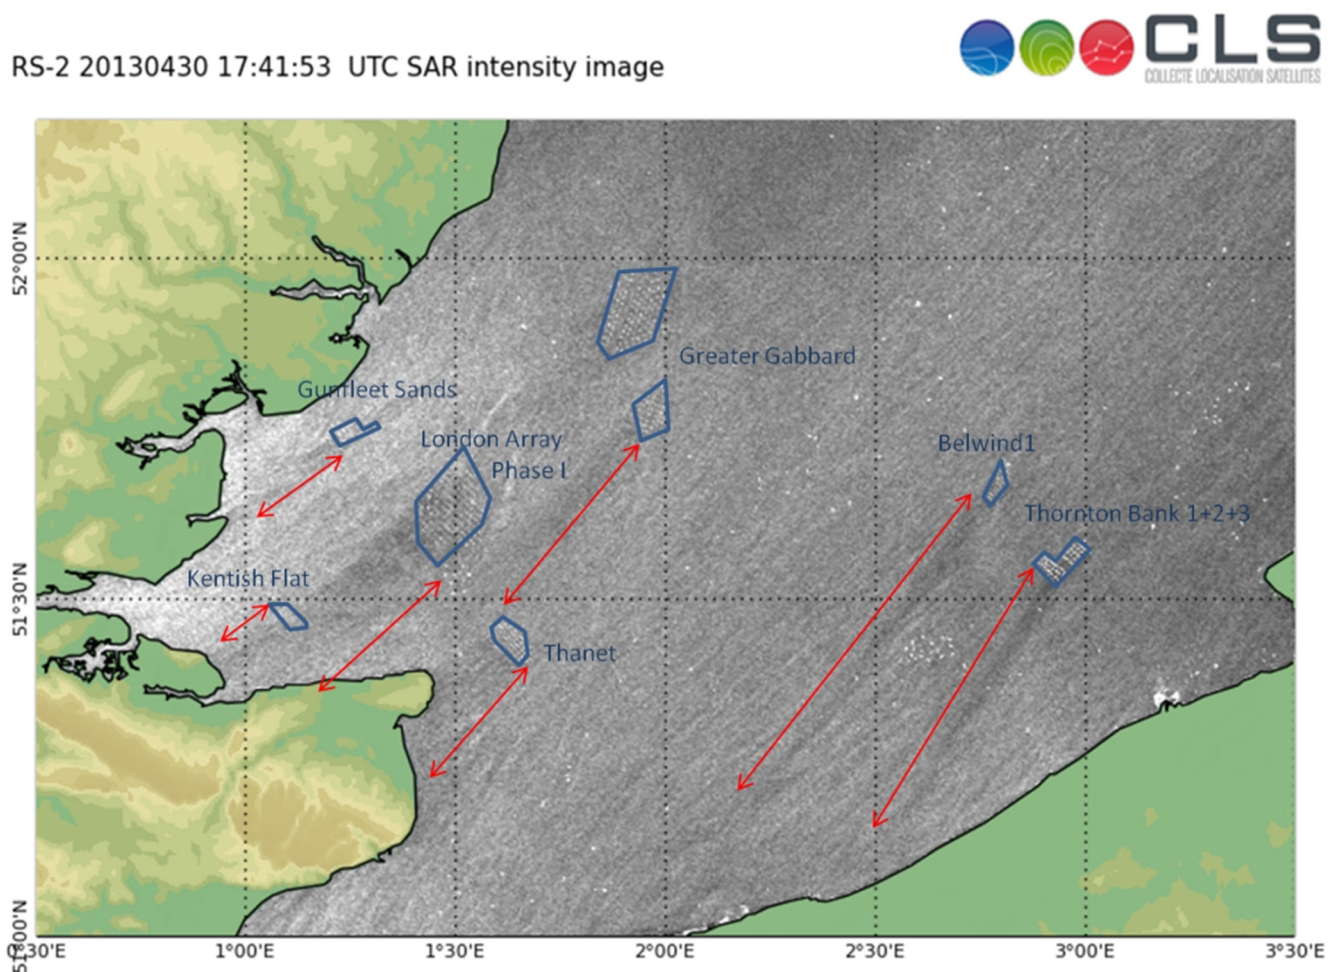 CLS
COLLECTE LOCALISATION SATELLITES
RS-2 20130430 17:41:53 UTC SAR intensity image
52°00'N
Greater Gabbard
Gunfleet Sands
London Array
Phase I
Belwind1
Thornton Bank 1+2+3
Kentish Flat
51°30'N
Thanet
51°00'N
0°30'E
1°00'E
1°30'E
2°00'E
2°30'E
3°00'E
3°30'E